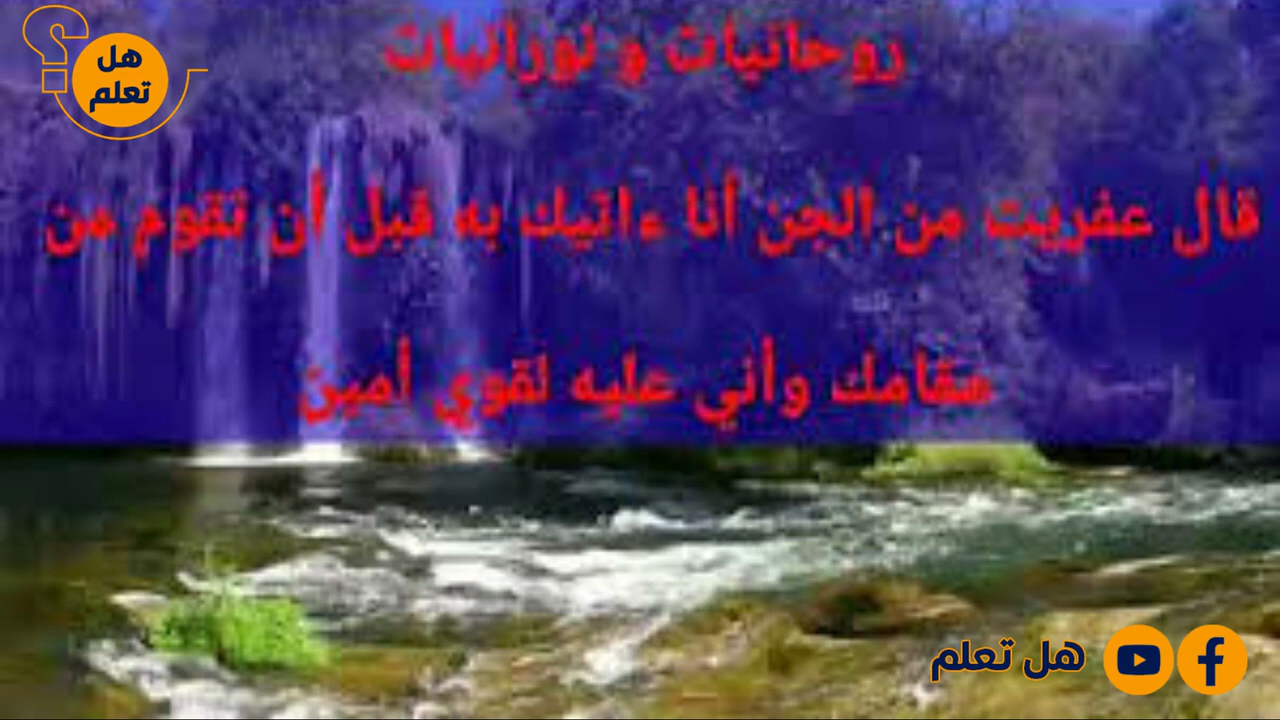 هل
تعلم
روحانيات و نورانيات
قال عفريت من الجن أنا ءاتيك به قبل أن تقوم من
مقامك وأني عليه لقوي أمين
هل تعلم